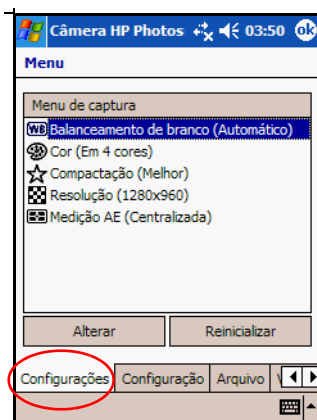 Câmera HP Photos 03:50 ok
Menu
Menu de captura
WB Balanceamento de branco (Automático)
Cor (Em 4 cores)
Compactação (Melhor)
Resolução (1280x960)
Medição AE (Centralizada)
Alterar Reinicializar
Configurações Configuração Arquivo